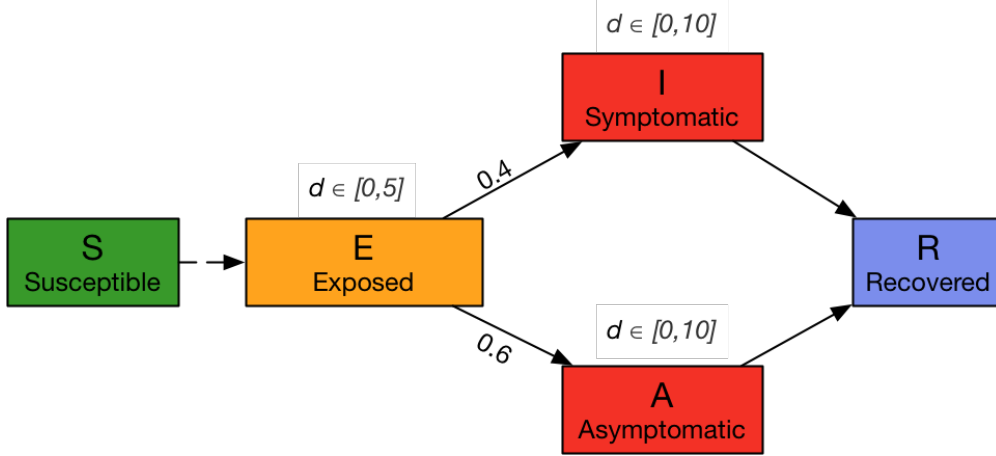 d ∈ [0,10]
I
Symptomatic
0.4
d ∈ [0,5]
S
Susceptible
E
Exposed
R
Recovered
0.6
d ∈ [0,10]
A
Asymptomatic